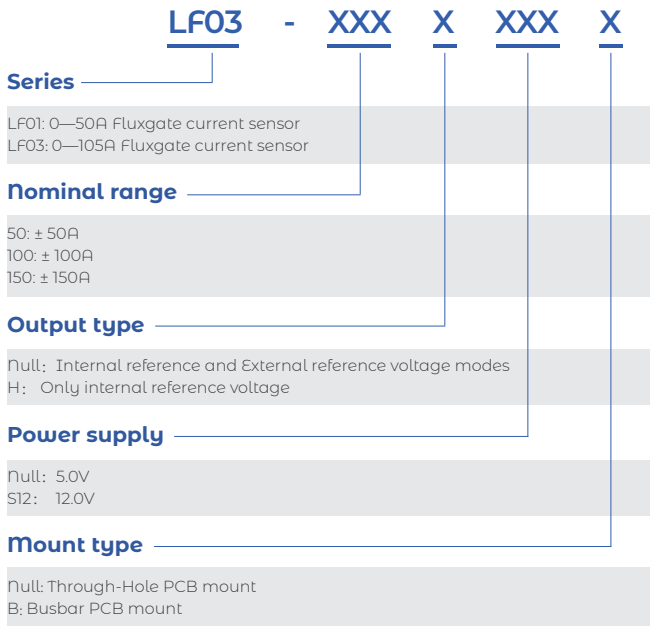 LF03 - XXX X XXX X
Series
LF01: 0—50A Fluxgate current sensor
LF03: 0—105A Fluxgate current sensor
Nominal range
50: ± 50A
100: ± 100A
150: ± 150A
Output type
Null: Internal reference and External reference voltage modes
H: Only internal reference voltage
Power supply
Null: 5.0V
S12: 12.0V
Mount type
Null: Through-Hole PCB mount
B: Busbar PCB mount